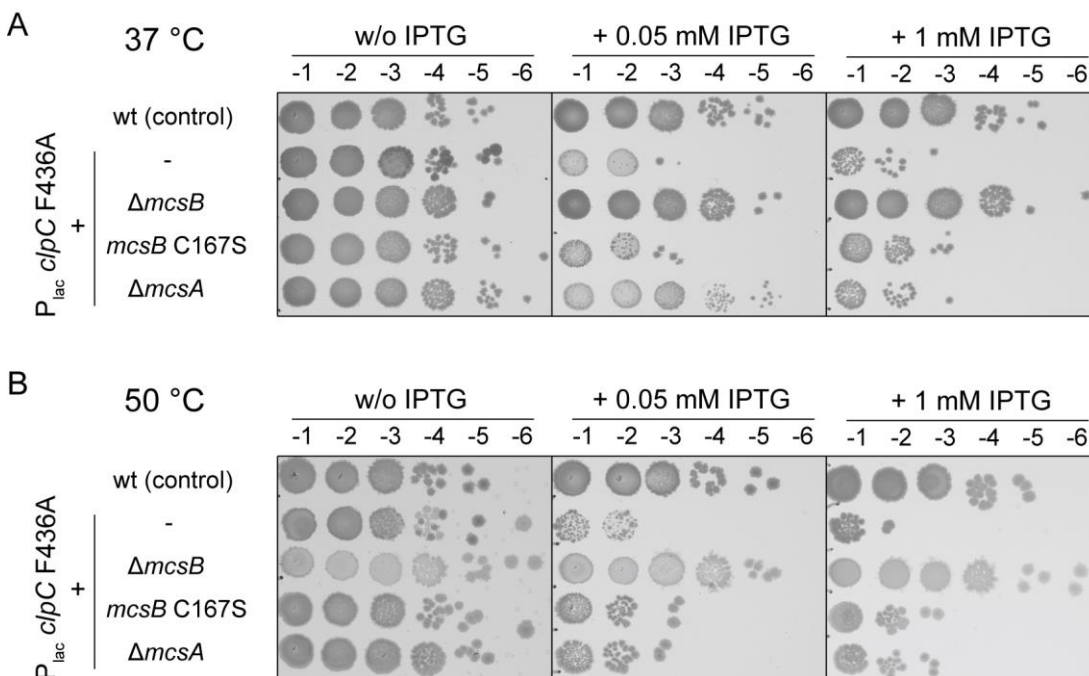 A
37 °C
w/o IPTG
+ 0.05 mM IPTG
+ 1 mM IPTG
-1 -2 -3 -4 -5 -6 -1 -2 -3 -4 -5 -6 -1 -2 -3 -4 -5 -6
wt (control)
P lac clpC F436A
+
-
ΔmcsB
mcsB C167S
ΔmcsA
B
50 °C
w/o IPTG
+ 0.05 mM IPTG
+ 1 mM IPTG
-1 -2 -3 -4 -5 -6 -1 -2 -3 -4 -5 -6 -1 -2 -3 -4 -5 -6
wt (control)
P lac clpC F436A
+
-
ΔmcsB
mcsB C167S
ΔmcsA